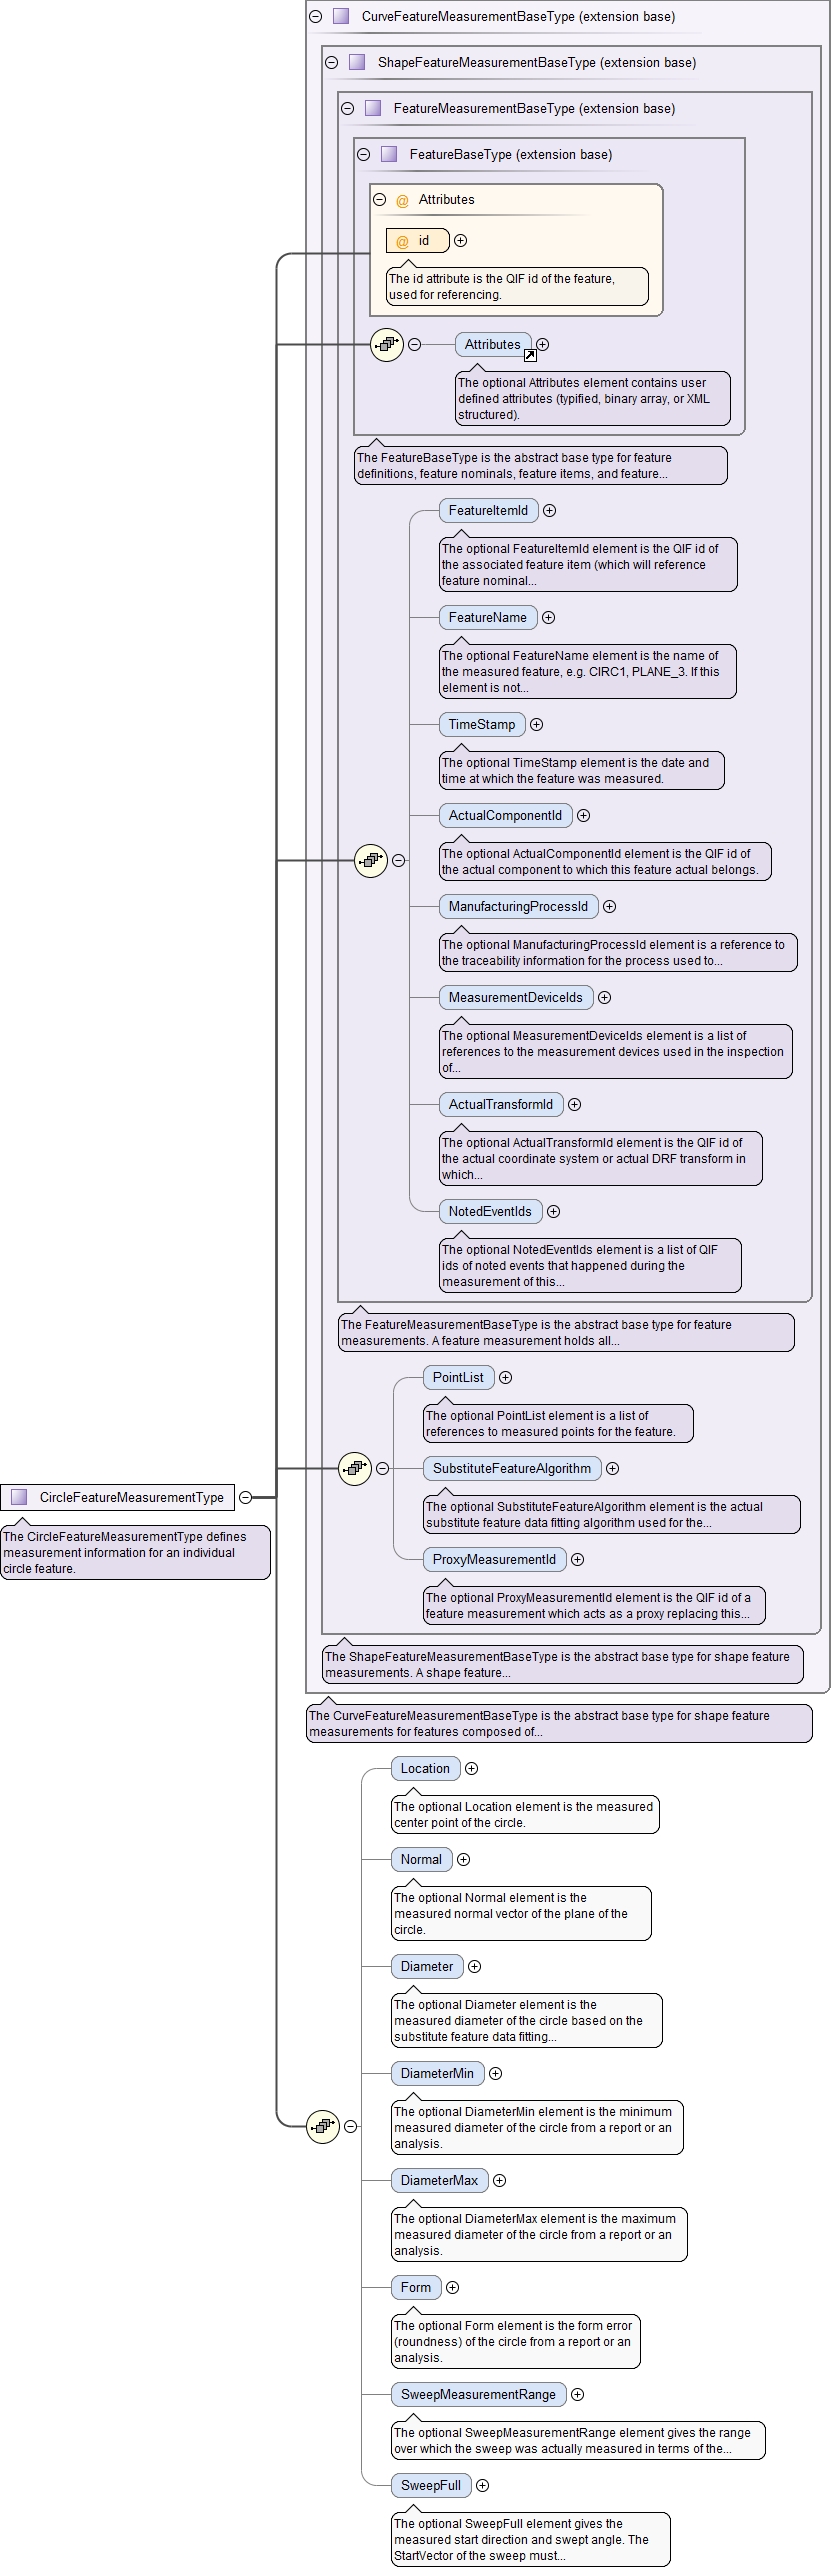 CurveFeatureMeasurementBaseType (extension base)
ShapeFeatureMeasurementBaseType (extension base)
FeatureMeasurementBaseType (extension base)
FeatureBaseType (extension base)
@ Attributes
@ id
The id attribute is the QIF id of the feature,
used for referencing.
Attributes
The optional Attributes element contains user
defined attributes (typified, binary array, or XML
structured).
The FeatureBaseType is the abstract base type for feature
definitions, feature nominals, feature items, and feature...
FeatureItemId
The optional FeatureItemId element is the QIF id of
the associated feature item (which will reference
feature nominal...
FeatureName
The optional FeatureName element is the name of
the measured feature, e.g. CIRC1, PLANE_3. If this
element is not...
TimeStamp
The optional TimeStamp element is the date and
time at which the feature was measured.
ActualComponentId
The optional ActualComponentId element is the QIF id of
the actual component to which this feature actual belongs.
ManufacturingProcessId
The optional ManufacturingProcessId element is a reference to
the traceability information for the process used to...
MeasurementDeviceIds
The optional MeasurementDeviceIds element is a list of
references to the measurement devices used in the inspection
of...
ActualTransformId
The optional ActualTransformId element is the QIF id of
the actual coordinate system or actual DRF transform in
which...
NotedEventIds
The optional NotedEventIds element is a list of QIF
ids of noted events that happened during the
measurement of this...
The FeatureMeasurementBaseType is the abstract base type for feature
measurements. A feature measurement holds all...
PointList
The optional PointList element is a list of
references to measured points for the feature.
SubstituteFeatureAlgorithm
The optional SubstituteFeatureAlgorithm element is the actual
substitute feature data fitting algorithm used for the...
ProxyMeasurementId
The optional ProxyMeasurementId element is the QIF id of a
feature measurement which acts as a proxy replacing this...
CircleFeatureMeasurementType
The CircleFeatureMeasurementType defines
measurement information for an individual
circle feature.
The ShapeFeatureMeasurementBaseType is the abstract base type for shape feature
measurements. A shape feature...
The CurveFeatureMeasurementBaseType is the abstract base type for shape feature
measurements for features composed of...
Location
The optional Location element is the measured
center point of the circle.
Normal
The optional Normal element is the
measured normal vector of the plane of the
circle.
Diameter
The optional Diameter element is the
measured diameter of the circle based on the
substitute feature data fitting...
DiameterMin
The optional DiameterMin element is the minimum
measured diameter of the circle from a report or an
analysis.
DiameterMax
The optional DiameterMax element is the maximum
measured diameter of the circle from a report or an
analysis.
Form
The optional Form element is the form error
(roundness) of the circle from a report or an
analysis.
SweepMeasurementRange
The optional SweepMeasurementRange element gives the range
over which the sweep was actually measured in terms of the...
SweepFull
The optional SweepFull element gives the
measured start direction and swept angle. The
StartVector of the sweep must...